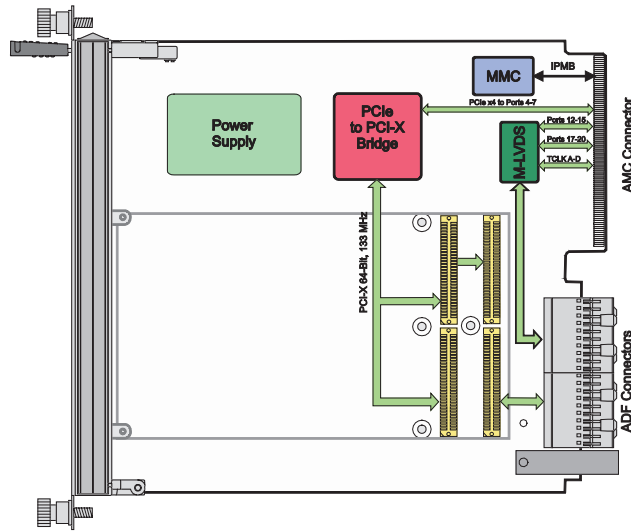 MMC
IPMB
PCIe x4 to Ports 4-7
PCIe
to PCI-X
Bridge
Power
Supply
M-LVDS
Ports 12-15
Ports 17-20
TCLK A-D
AMC Connector
PCI-X 64-Bit, 133 MHz
ADF Connectors